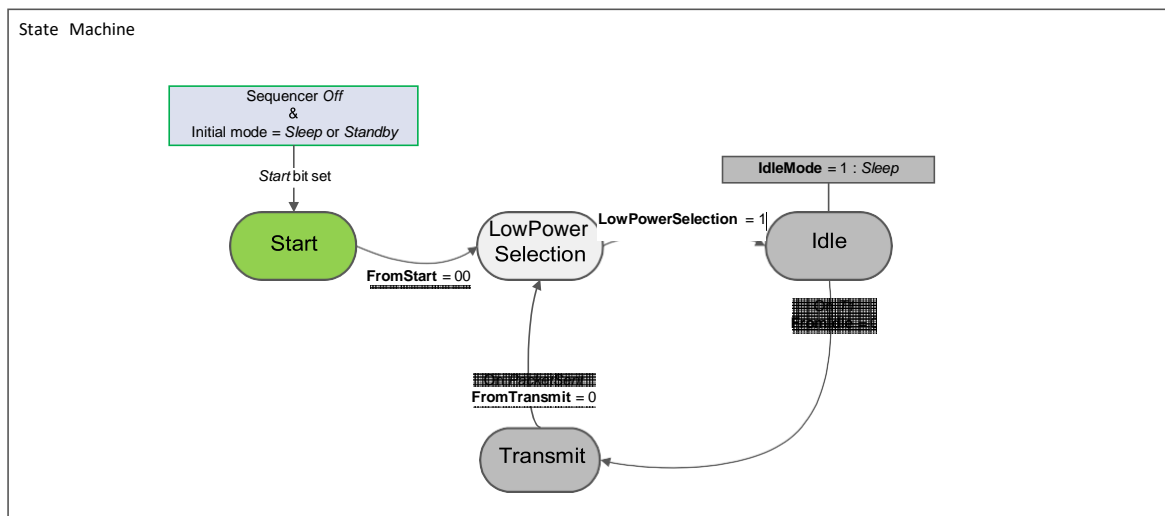 State Machine
Sequencer Off
&
Initial mode = Sleep or Standby
Start bit set
IdleMode = 1 : Sleep
LowPowerSelection = 1
Start
LowPower
Selection
Idle
FromStart = 00
FromTransmit = 0
Transmit